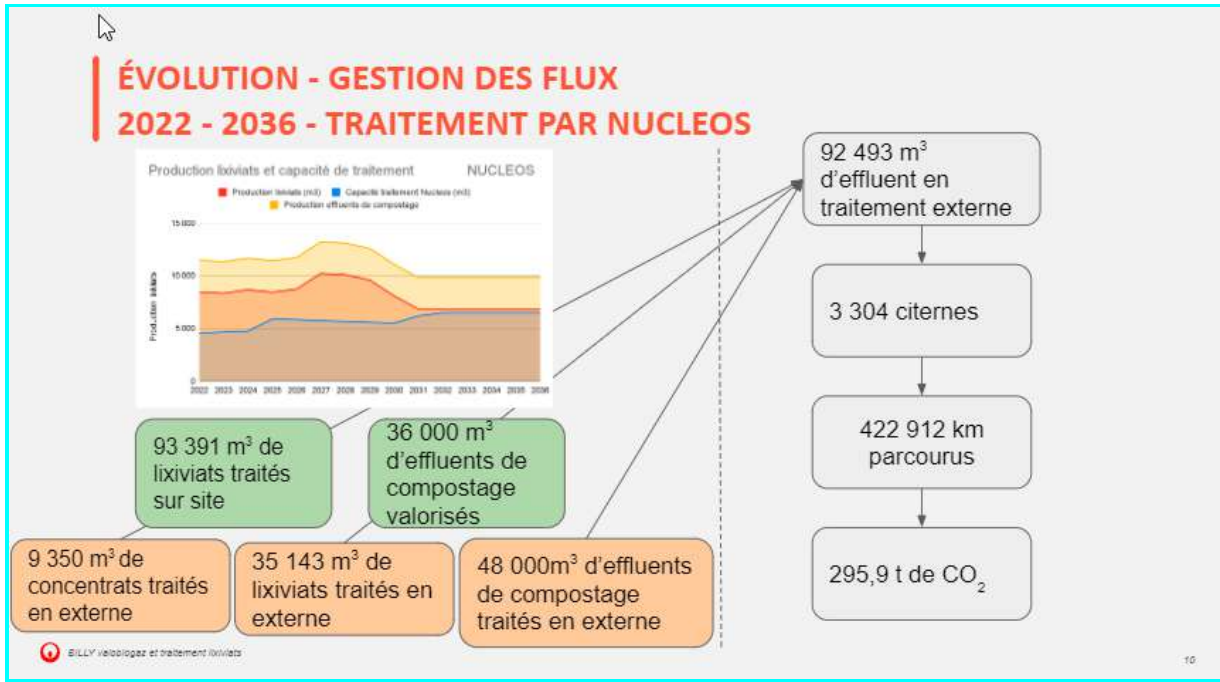 ÉVOLUTION - GESTION DES FLUX
2022 - 2036 - TRAITEMENT PAR NUCLEOS
Production lixiviats et capacité de traitement NUCLEOS
Production lixiviats (m3) Capacité traitement Nucleos (m3)
Production effluents de compostage
15 000
10 000
5 000
0
Production lixiviats
2022 2023 2024 2025 2026 2027 2028 2029 2030 2031 2032 2033 2034 2035 2036
93 391 m³ de
lixiviats traités
sur site
36 000 m³
d'effluents de
compostage
valorisés
9 350 m³ de
concentrats traités
en externe
35 143 m³ de
lixiviats traités en
externe
48 000m³ d'effluents
de compostage
traités en externe
92 493 m³
d'effluent en
traitement externe
3 304 citernes
422 912 km
parcourus
295,9 t de CO₂
BILLY valobiogaz et traitement lixiviats
10